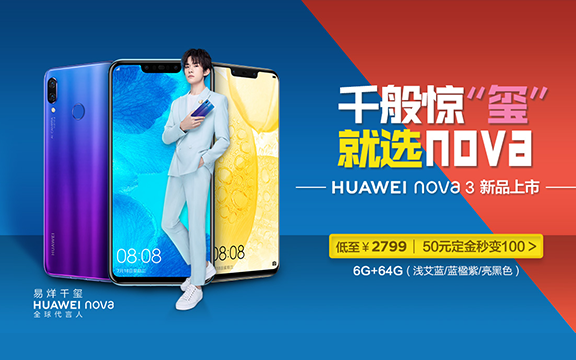 千般惊“玺”
就选nova
HUAWEI nova 3 新品上市
低至¥2799 | 50元定金秒变100 >
6G+64G（浅艾蓝/蓝楹紫/亮黑色）
08:08
08:08
易烊千玺
HUAWEI nova
全球代言人
HUAWEI